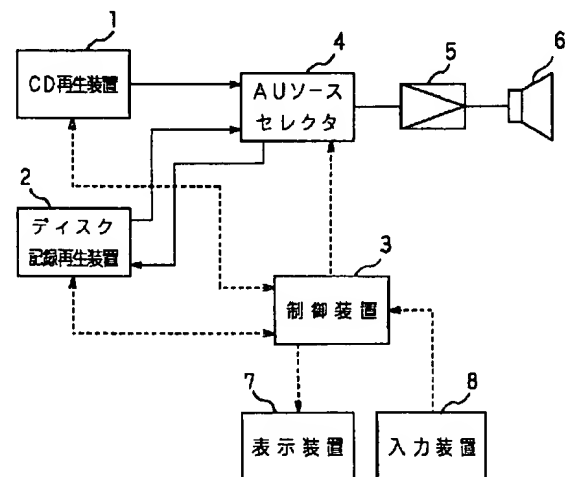 1
CD再生装置
4
AUソース
セレクタ
5
6
2
ディスク
記録再生装置
3
制御装置
7
表示装置
8
入力装置